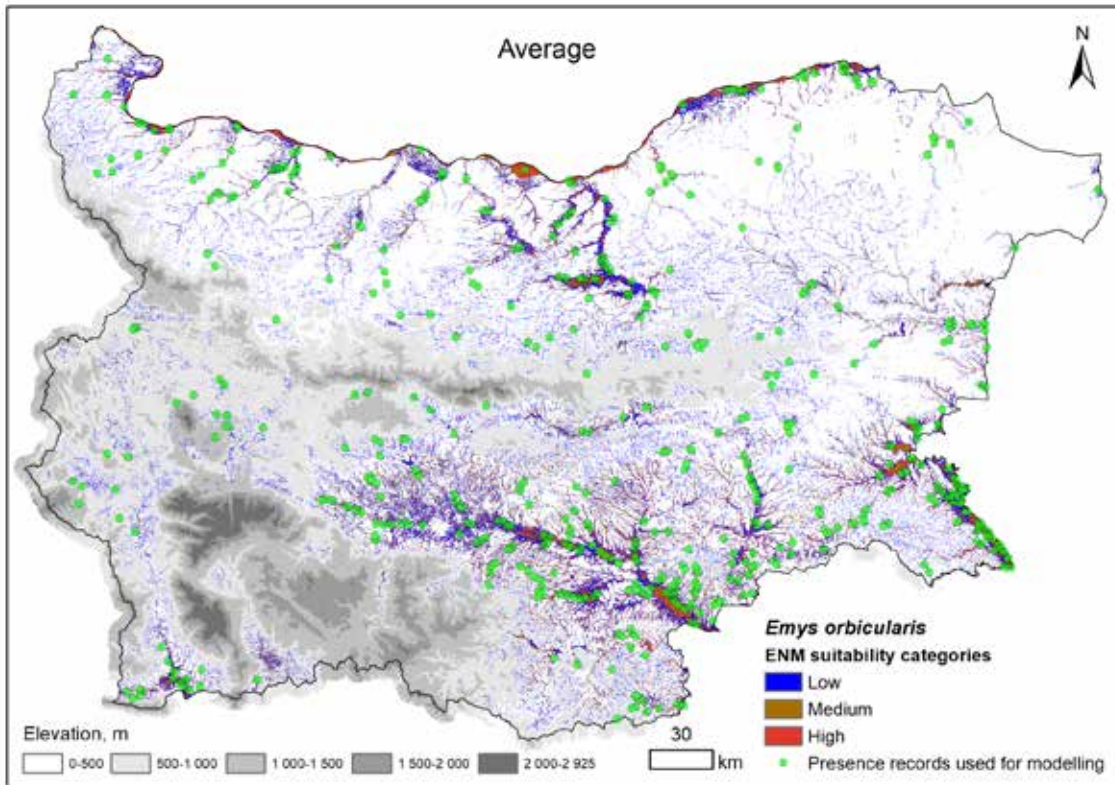 Average
N
Emys orbicularis
ENM suitability categories
Low
Medium
High
Presence records used for modelling
Elevation, m
0-500
500-1 000
1 000-1 500
1 500-2 000
2 000-2 925
30
km